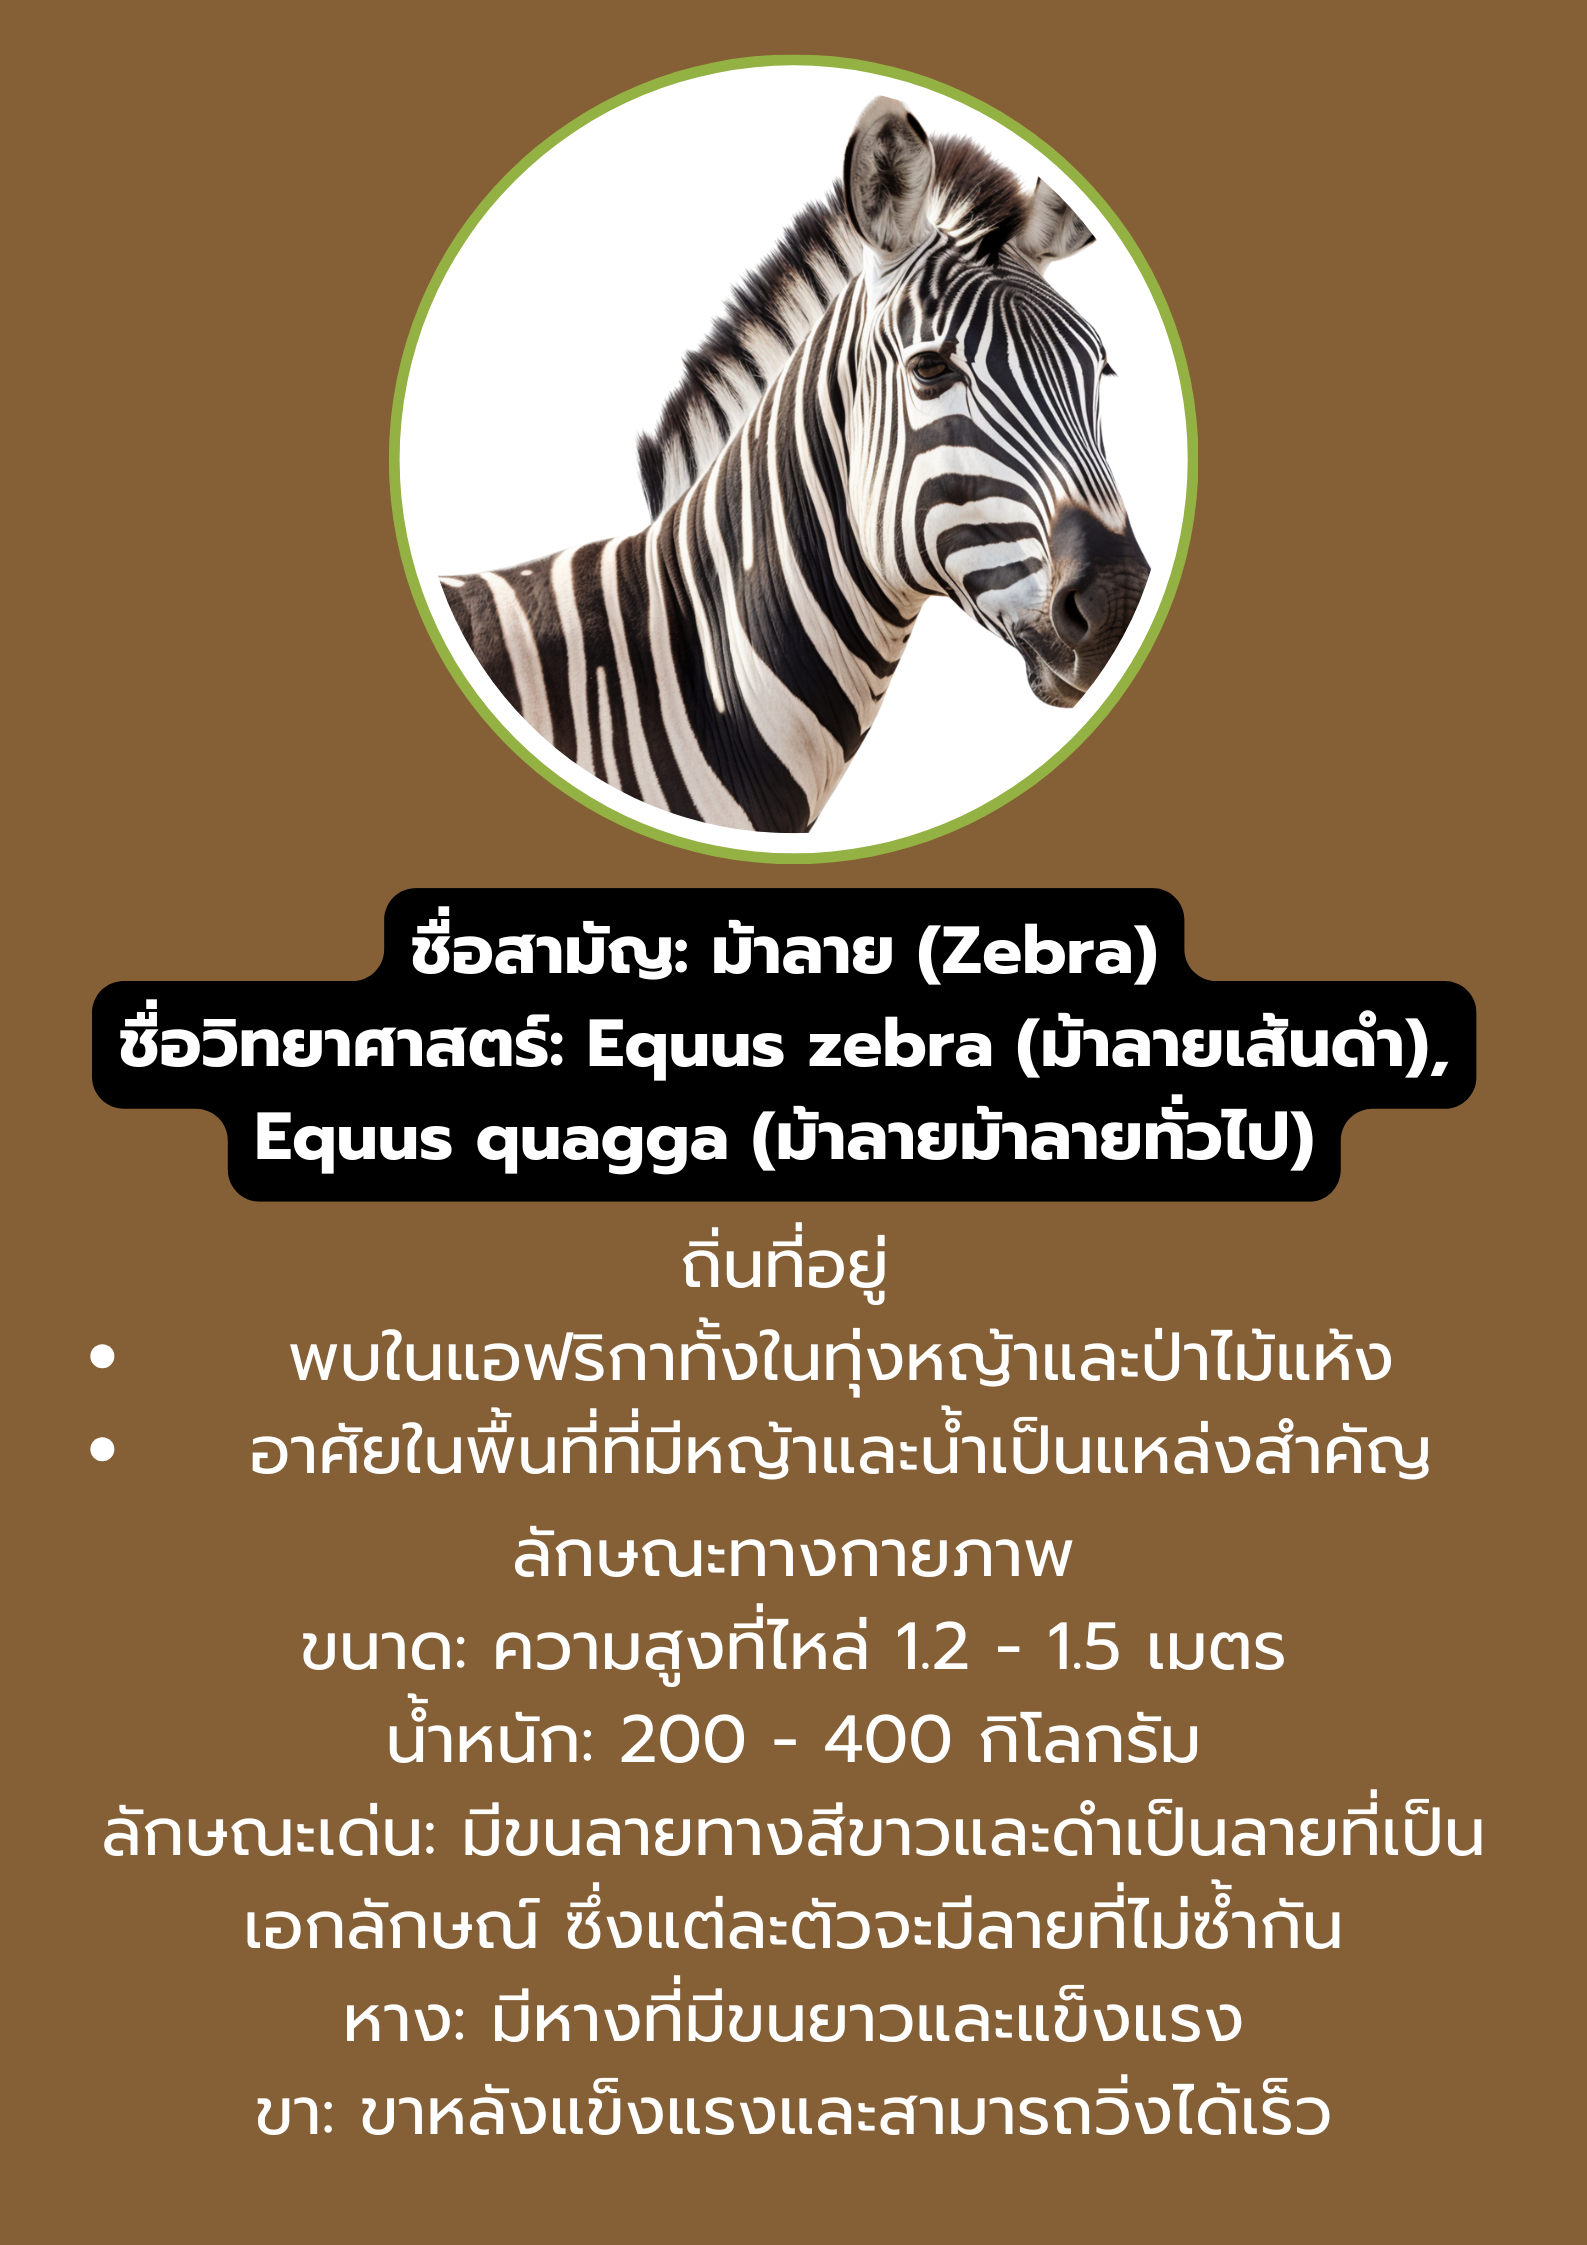 ชื่อสามัญ: ม้าลาย (Zebra)
ชื่อวิทยาศาสตร์: Equus zebra (ม้าลายเส้นดำ),
Equus quagga (ม้าลายม้าลายทั่วไป)
ถิ่นที่อยู่
• พบในแอฟริกาทั้งในทุ่งหญ้าและป่าไม้แห้ง
• อาศัยในพื้นที่ที่มีหญ้าและน้ำเป็นแหล่งสำคัญ
ลักษณะทางกายภาพ
ขนาด: ความสูงที่ไหล่ 1.2 - 1.5 เมตร
น้ำหนัก: 200 - 400 กิโลกรัม
ลักษณะเด่น: มีขนลายทางสีขาวและดำเป็นลายที่เป็น
เอกลักษณ์ ซึ่งแต่ละตัวจะมีลายที่ไม่ซ้ำกัน
หาง: มีหางที่มีขนยาวและแข็งแรง
ขา: ขาหลังแข็งแรงและสามารถวิ่งได้เร็ว